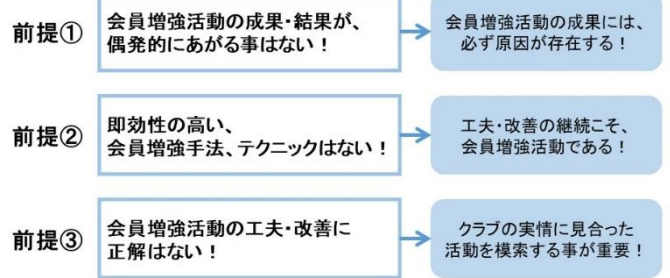 前提①
会員増強活動の成果・結果が、
偶発的にあがる事はない！
会員増強活動の成果には、
必ず原因が存在する！
前提②
即効性の高い、
会員増強手法、テクニックはない！
工夫・改善の継続こそ、
会員増強活動である！
前提③
会員増強活動の工夫・改善に
正解はない！
クラブの実情に見合った
活動を模索する事が重要！